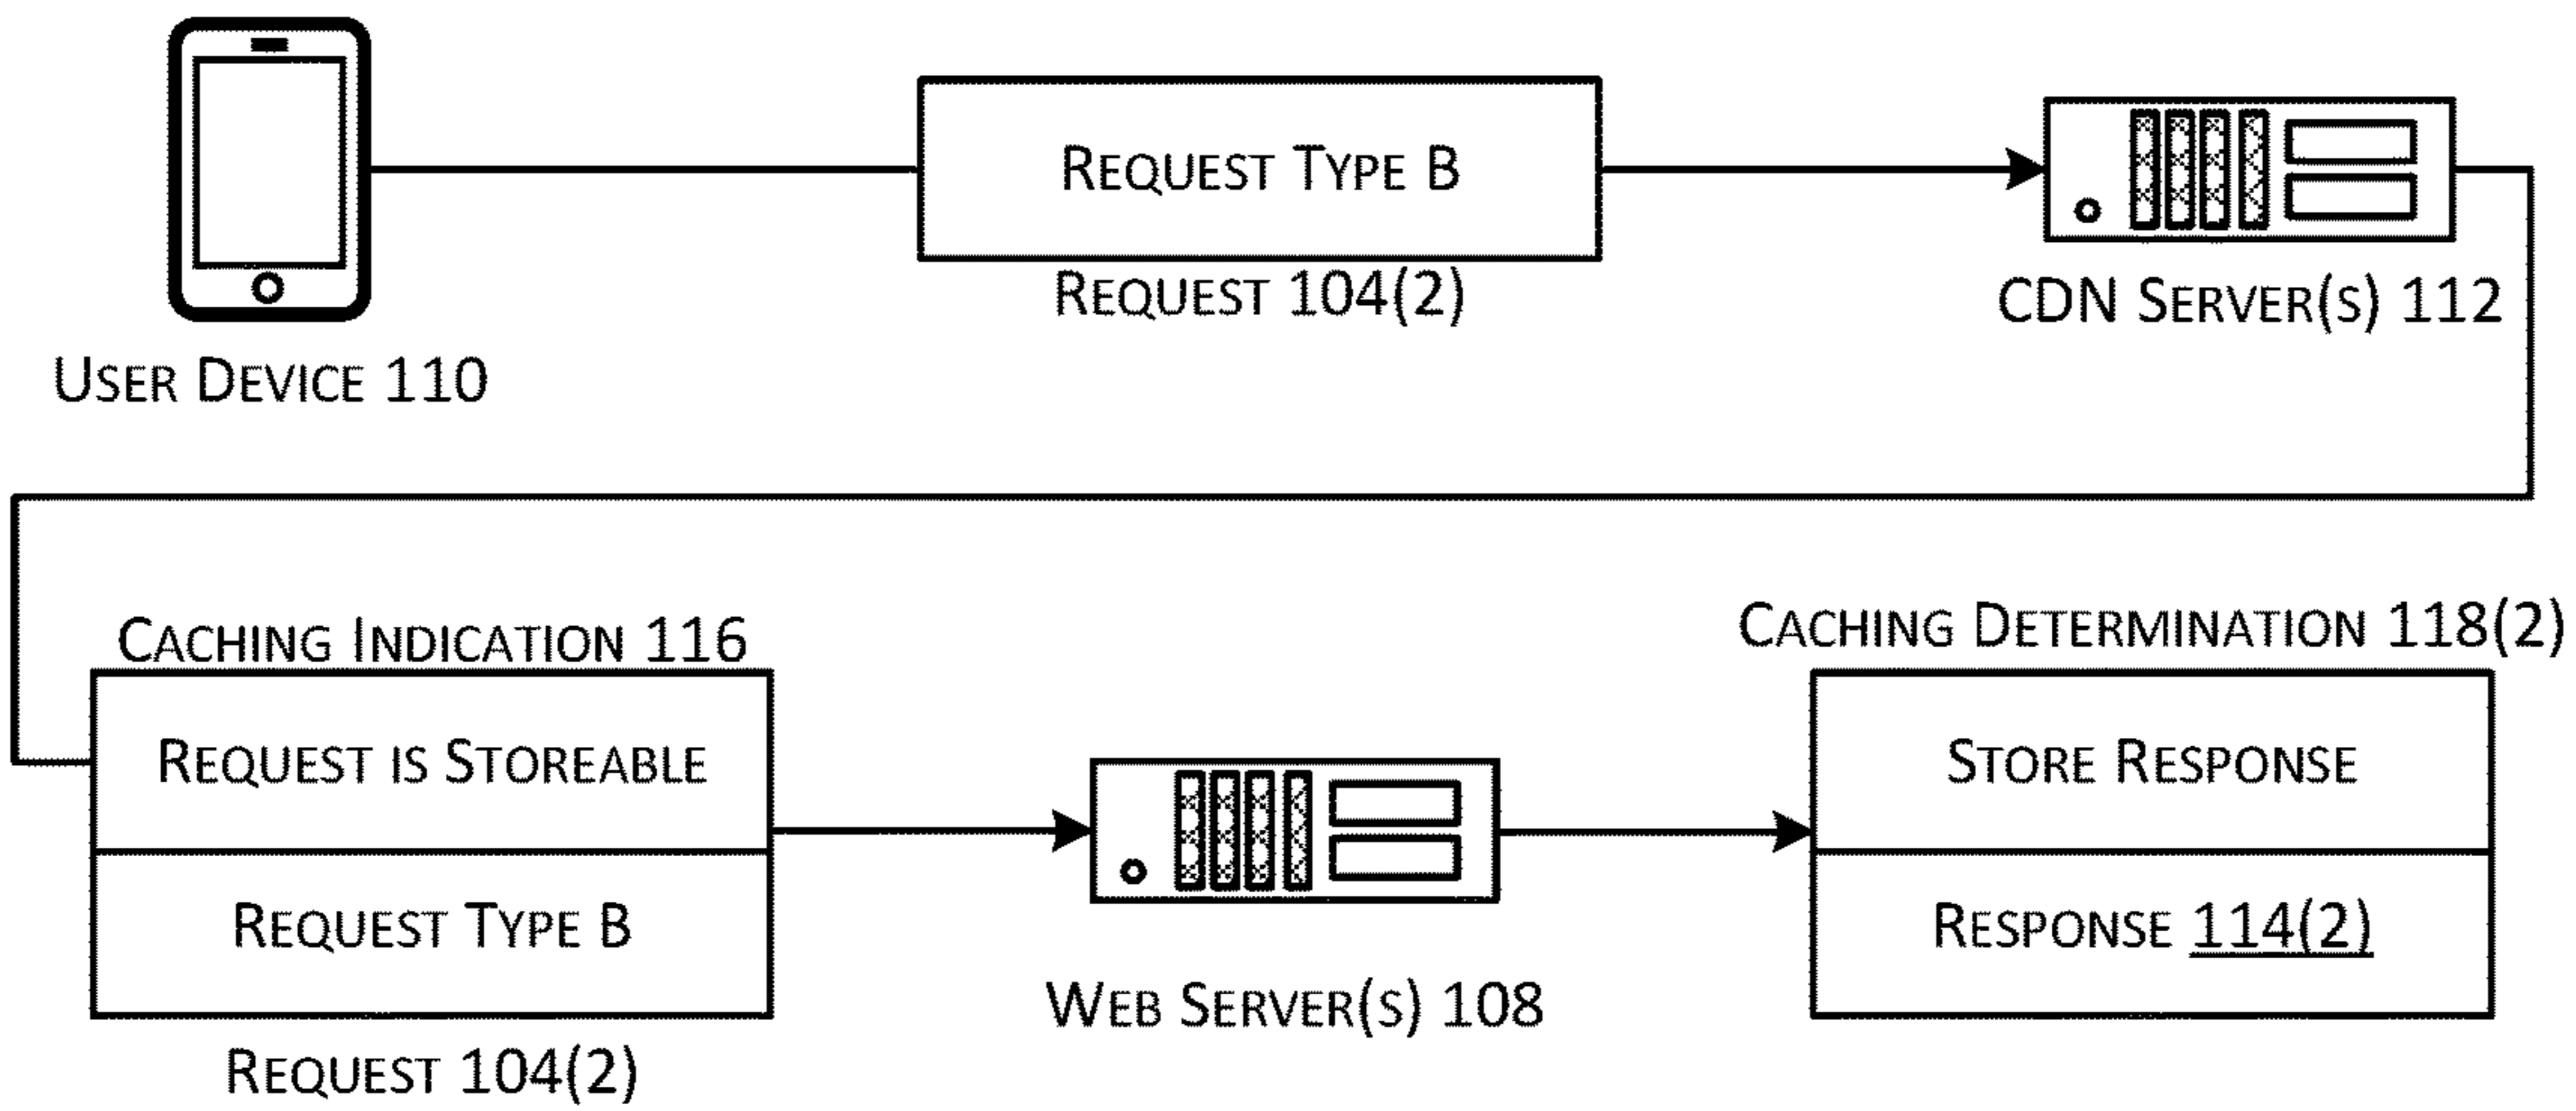 REQUEST TYPE B
REQUEST 104(2)
CDN SERVER(S) 112
USER DEVICE 110
CACHING INDICATION 116
REQUEST IS STOREABLE
REQUEST TYPE B
REQUEST 104(2)
WEB SERVER(S) 108
CACHING DETERMINATION 118(2)
STORE RESPONSE
RESPONSE 114(2)